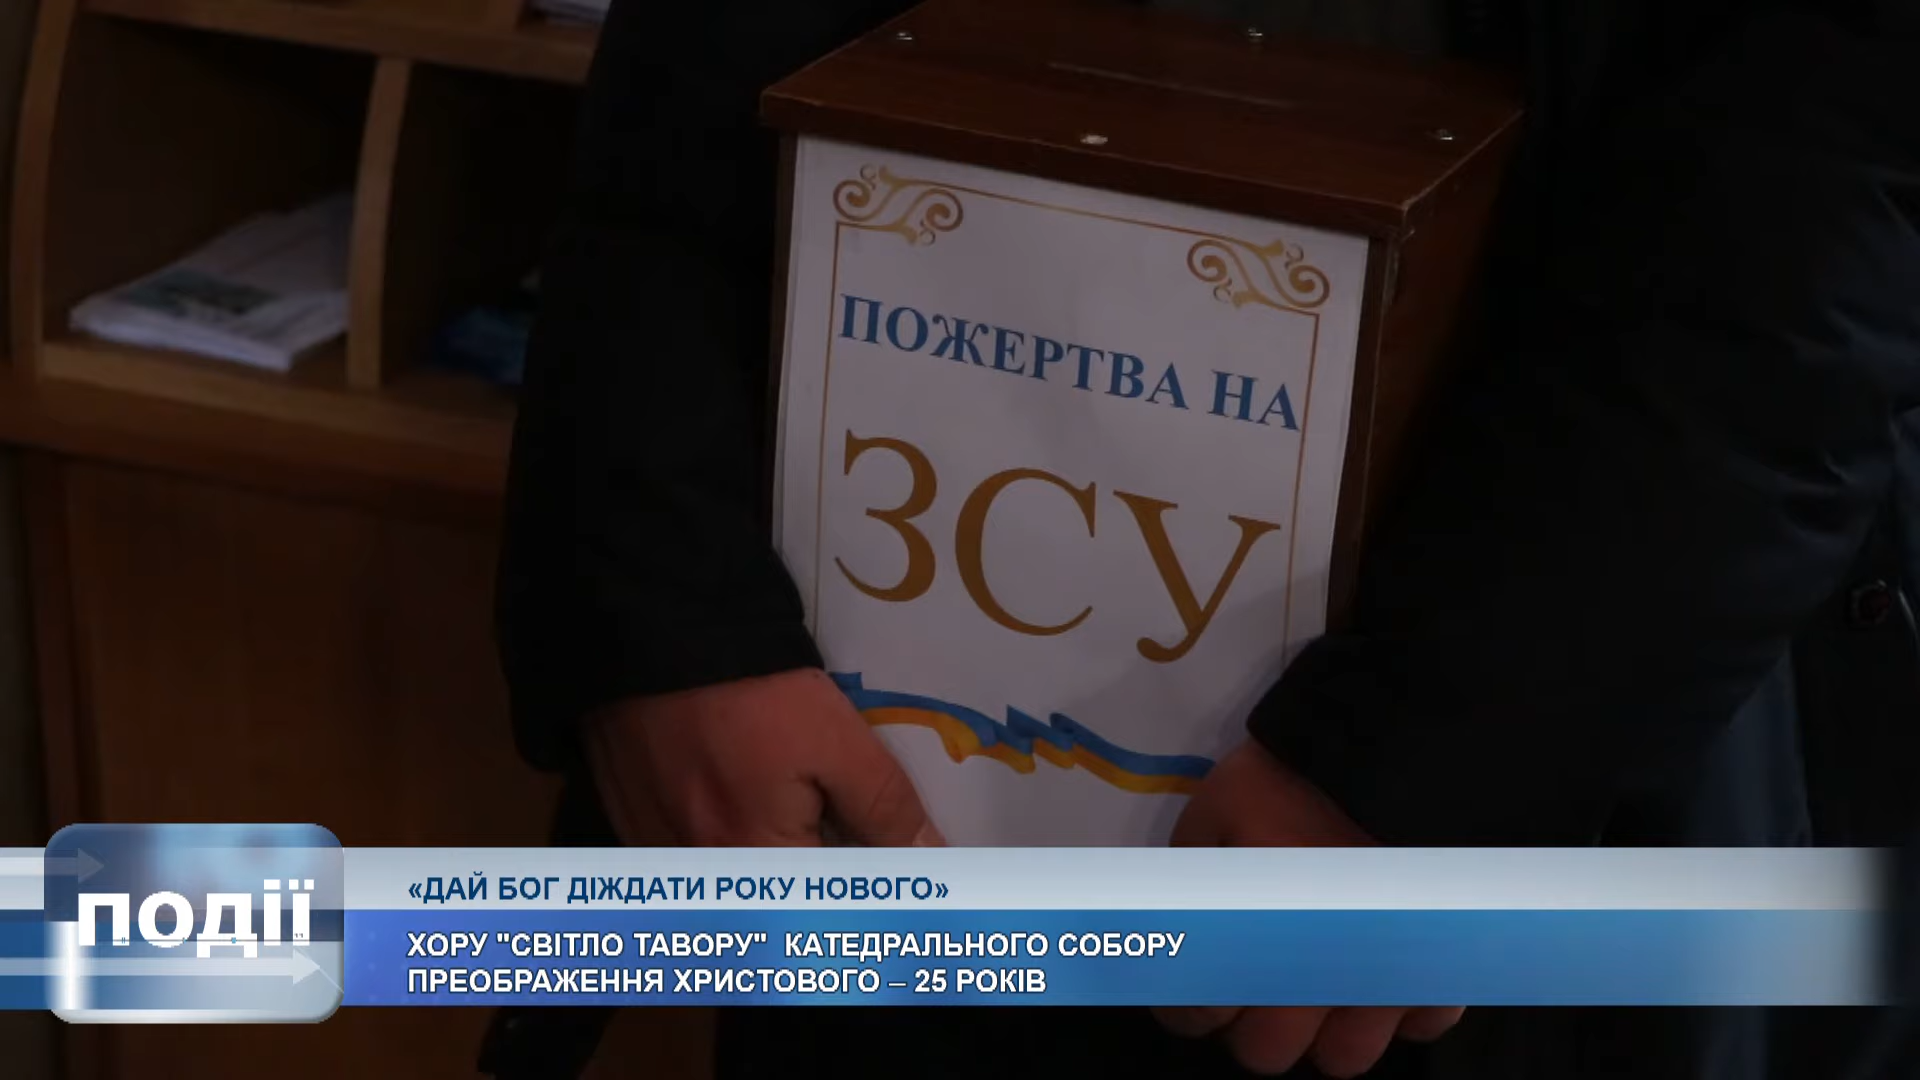 ПОЖЕРТВА НА
ЗСУ
події
«ДАЙ БОГ ДІЖДАТИ РОКУ НОВОГО»
ХОРУ "СВІТЛО ТАВОРУ" КАТЕДРАЛЬНОГО СОБОРУ
ПРЕОБРАЖЕННЯ ХРИСТОВОГО – 25 РОКІВ